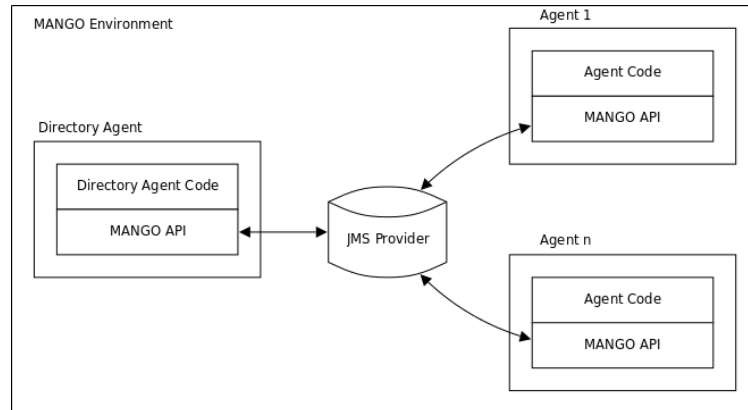 MANGO Environment
Agent 1
Agent Code
MANGO API
Directory Agent
Directory Agent Code
MANGO API
JMS Provider
Agent n
Agent Code
MANGO API